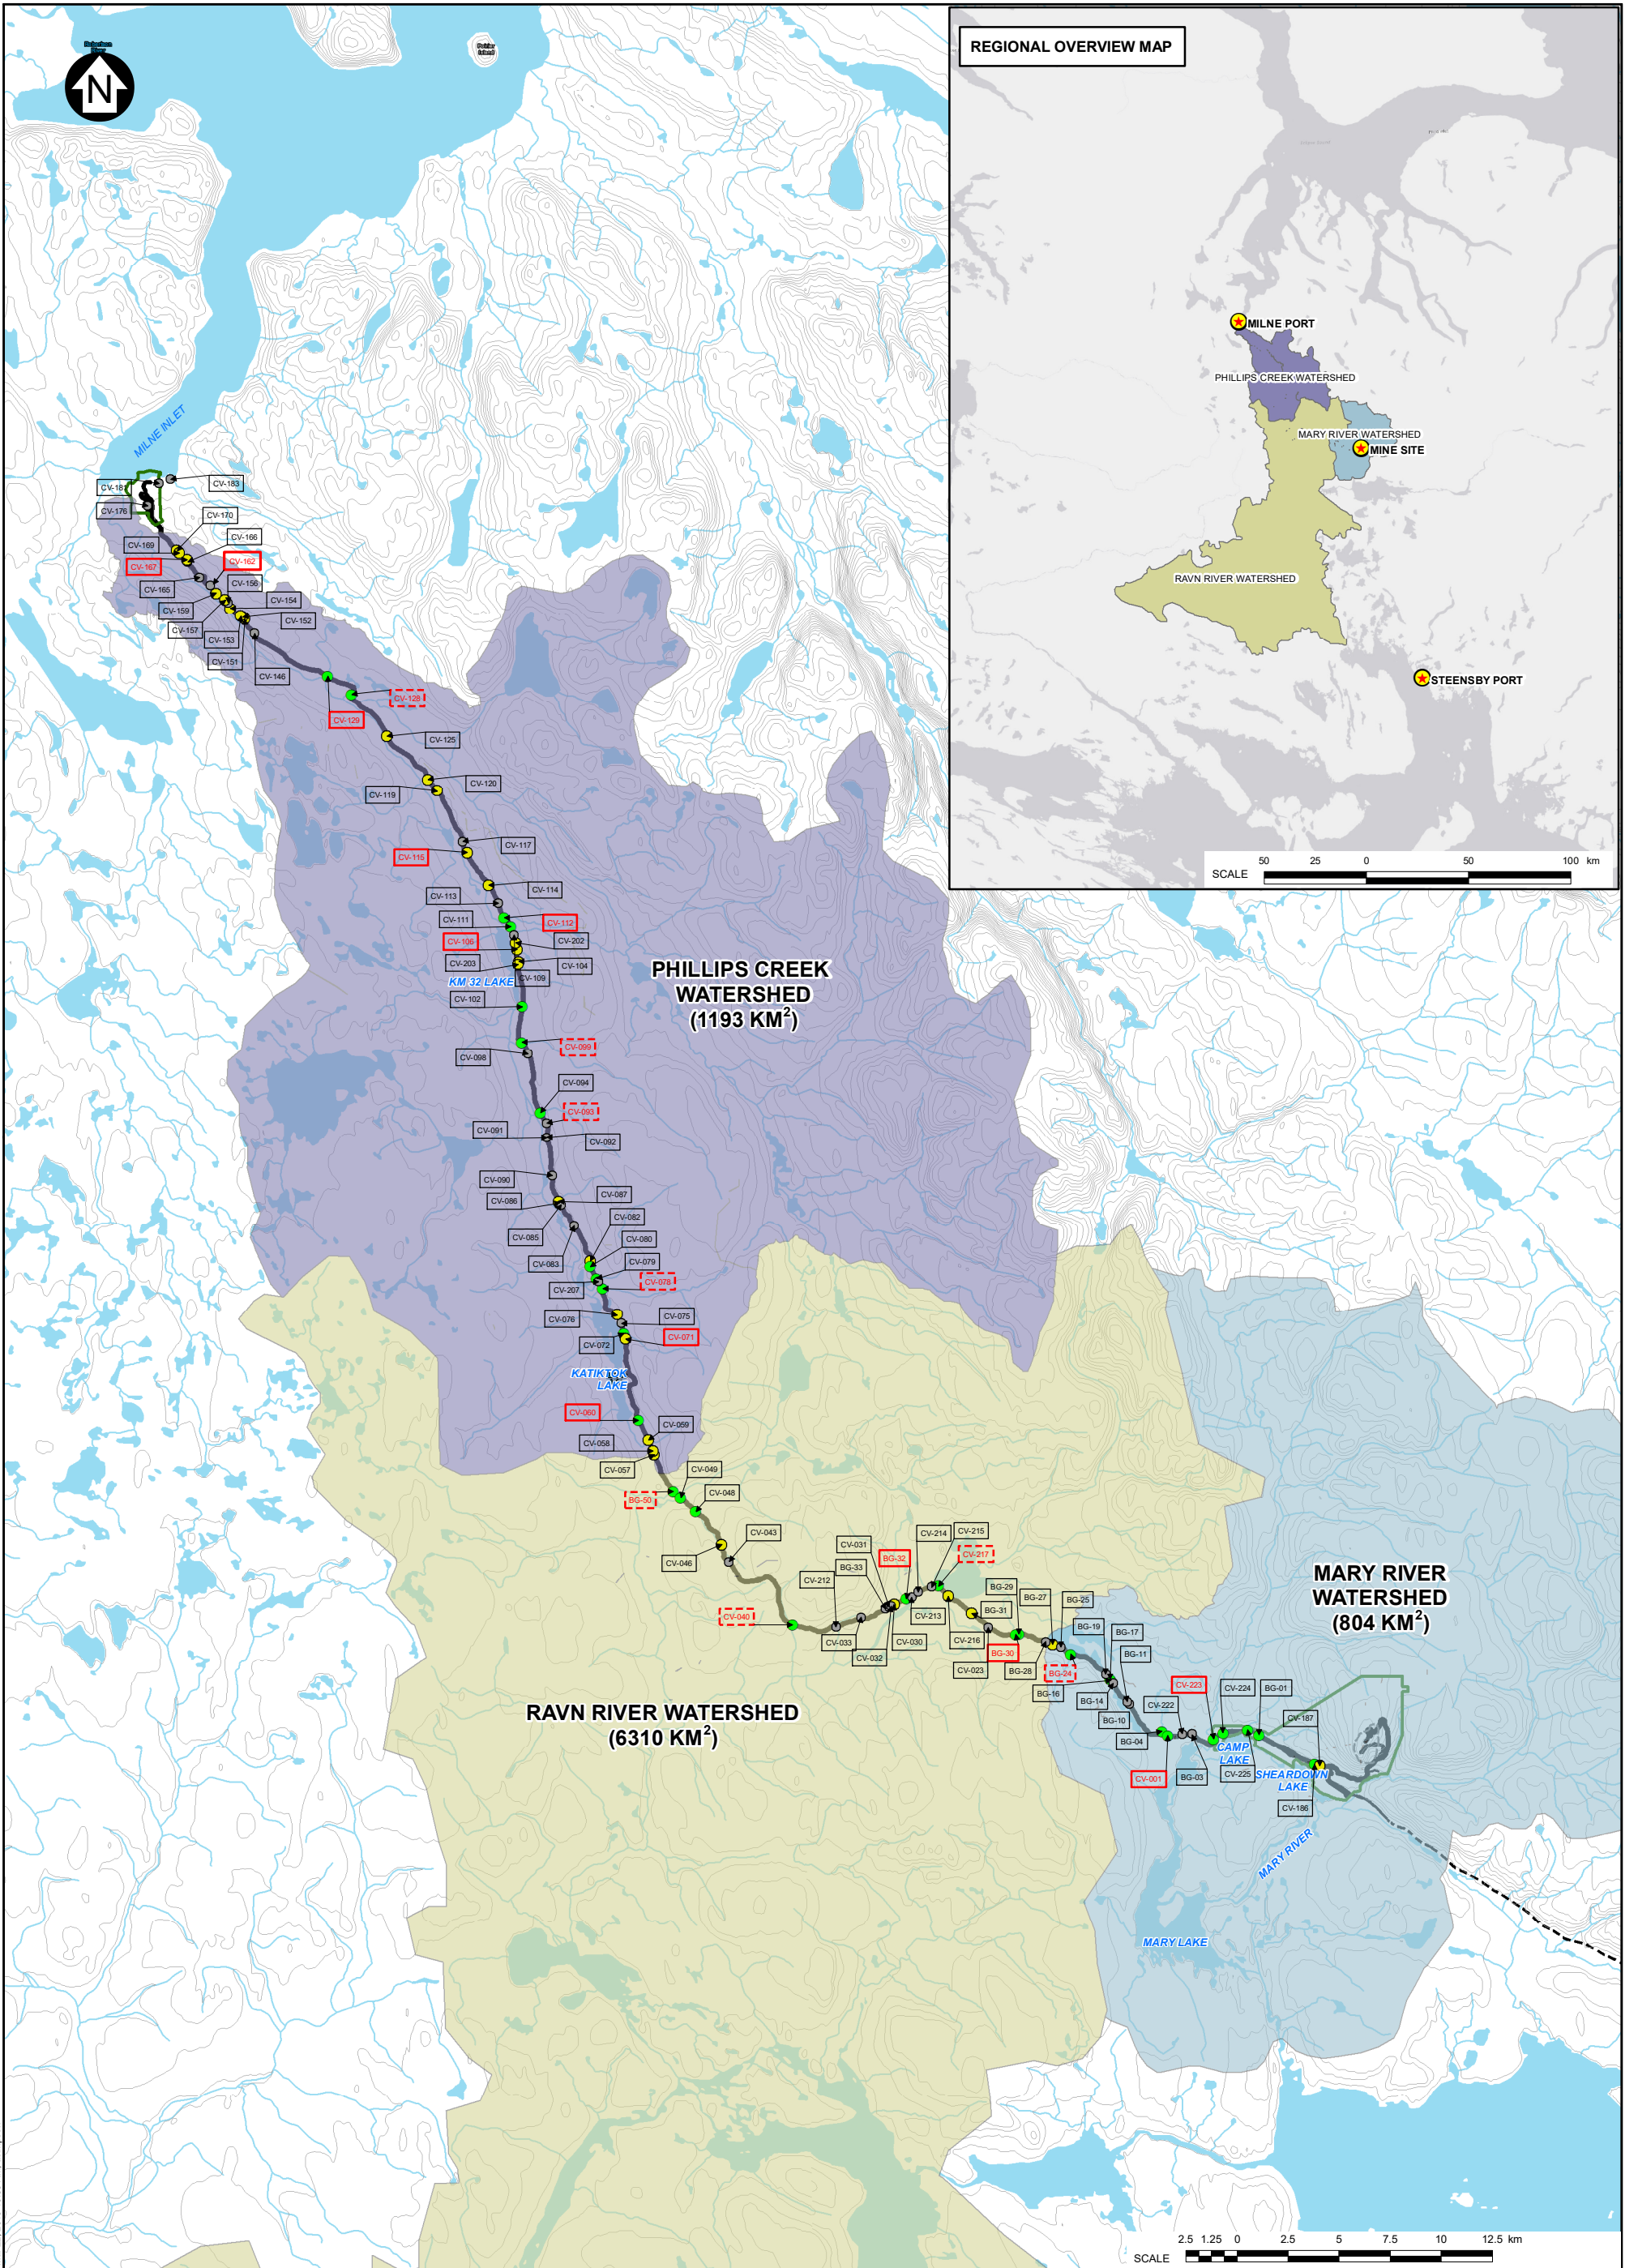 REGIONAL OVERVIEW MAP
N
MILNE PORT
PHILLIPS CREEK WATERSHED
MARY RIVER WATERSHED
MINE SITE
RAVN RIVER WATERSHED
STEENSBY PORT
50 25 0 50 100 km
SCALE
MILNE INLET
CV-183
CV-176
CV-170
CV-169
CV-166
CV-167
CV-162
CV-165
CV-156
CV-159
CV-154
CV-157
CV-152
CV-153
CV-151
CV-146
CV-128
CV-129
CV-125
CV-120
CV-119
CV-117
CV-115
CV-114
CV-113
CV-111
CV-112
CV-106
CV-202
CV-203
CV-104
CV-109
KM 32 LAKE
PHILLIPS CREEK
WATERSHED
(1193 KM²)
CV-102
CV-099
CV-098
CV-094
CV-093
CV-091
CV-092
CV-090
CV-087
CV-086
CV-082
CV-085
CV-080
CV-083
CV-079
CV-207
CV-078
CV-076
CV-075
CV-072
CV-071
KATIKTOK
LAKE
CV-060
CV-059
CV-058
CV-057
CV-049
BG-50
CV-048
CV-043
CV-046
CV-031
CV-214
CV-215
BG-33
BG-32
CV-217
CV-212
BG-29
BG-27
BG-25
CV-040
CV-033
CV-032
CV-030
CV-213
BG-31
CV-216
BG-30
CV-023
BG-28
BG-24
BG-19
BG-17
BG-11
BG-16
BG-14
BG-10
CV-223
CV-224
BG-01
CV-222
CV-187
BG-04
CV-001
BG-03
CAMP
LAKE
CV-225
SHEARDOWN
LAKE
CV-186
MARY RIVER
WATERSHED
(804 KM²)
RAVN RIVER WATERSHED
(6310 KM²)
MARY RIVER
MARY LAKE
2.5 1.25 0 2.5 5 7.5 10 12.5 km
SCALE